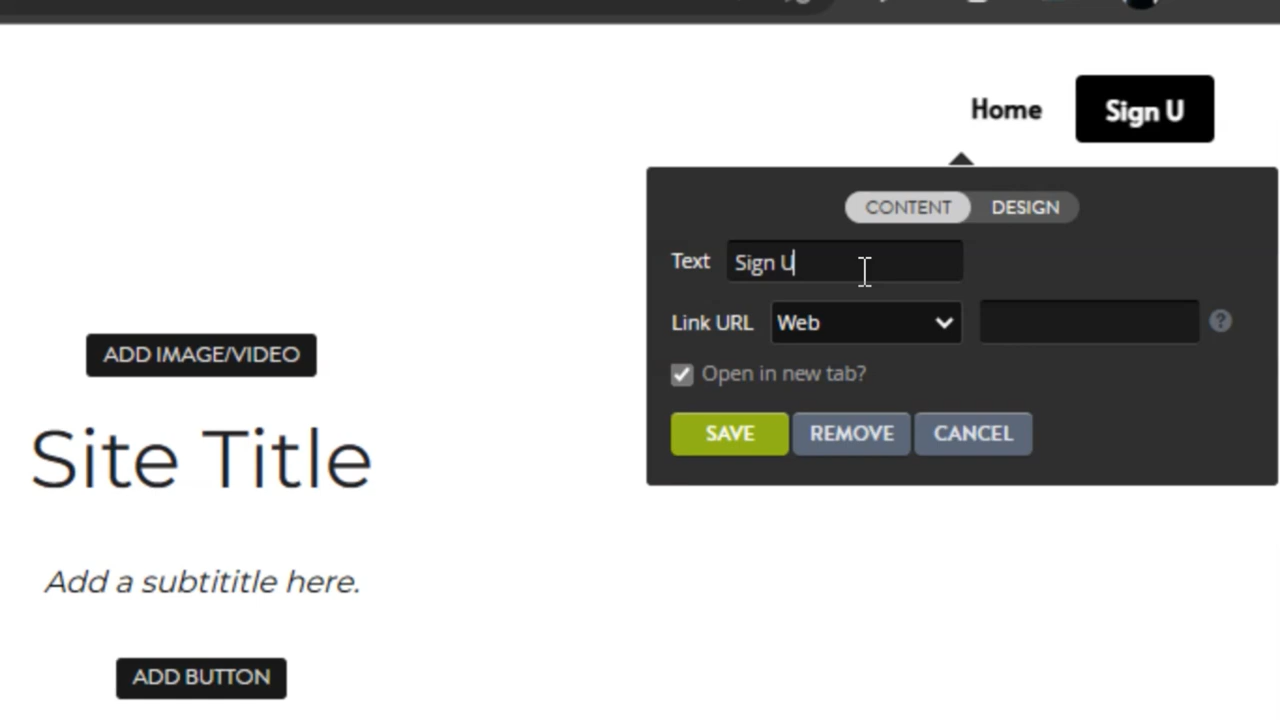 Home Sign U
CONTENT DESIGN
Text Sign U
Link URL Web ?
Open in new tab?
SAVE REMOVE CANCEL
ADD IMAGE/VIDEO
Site Title
Add a subtititle here.
ADD BUTTON